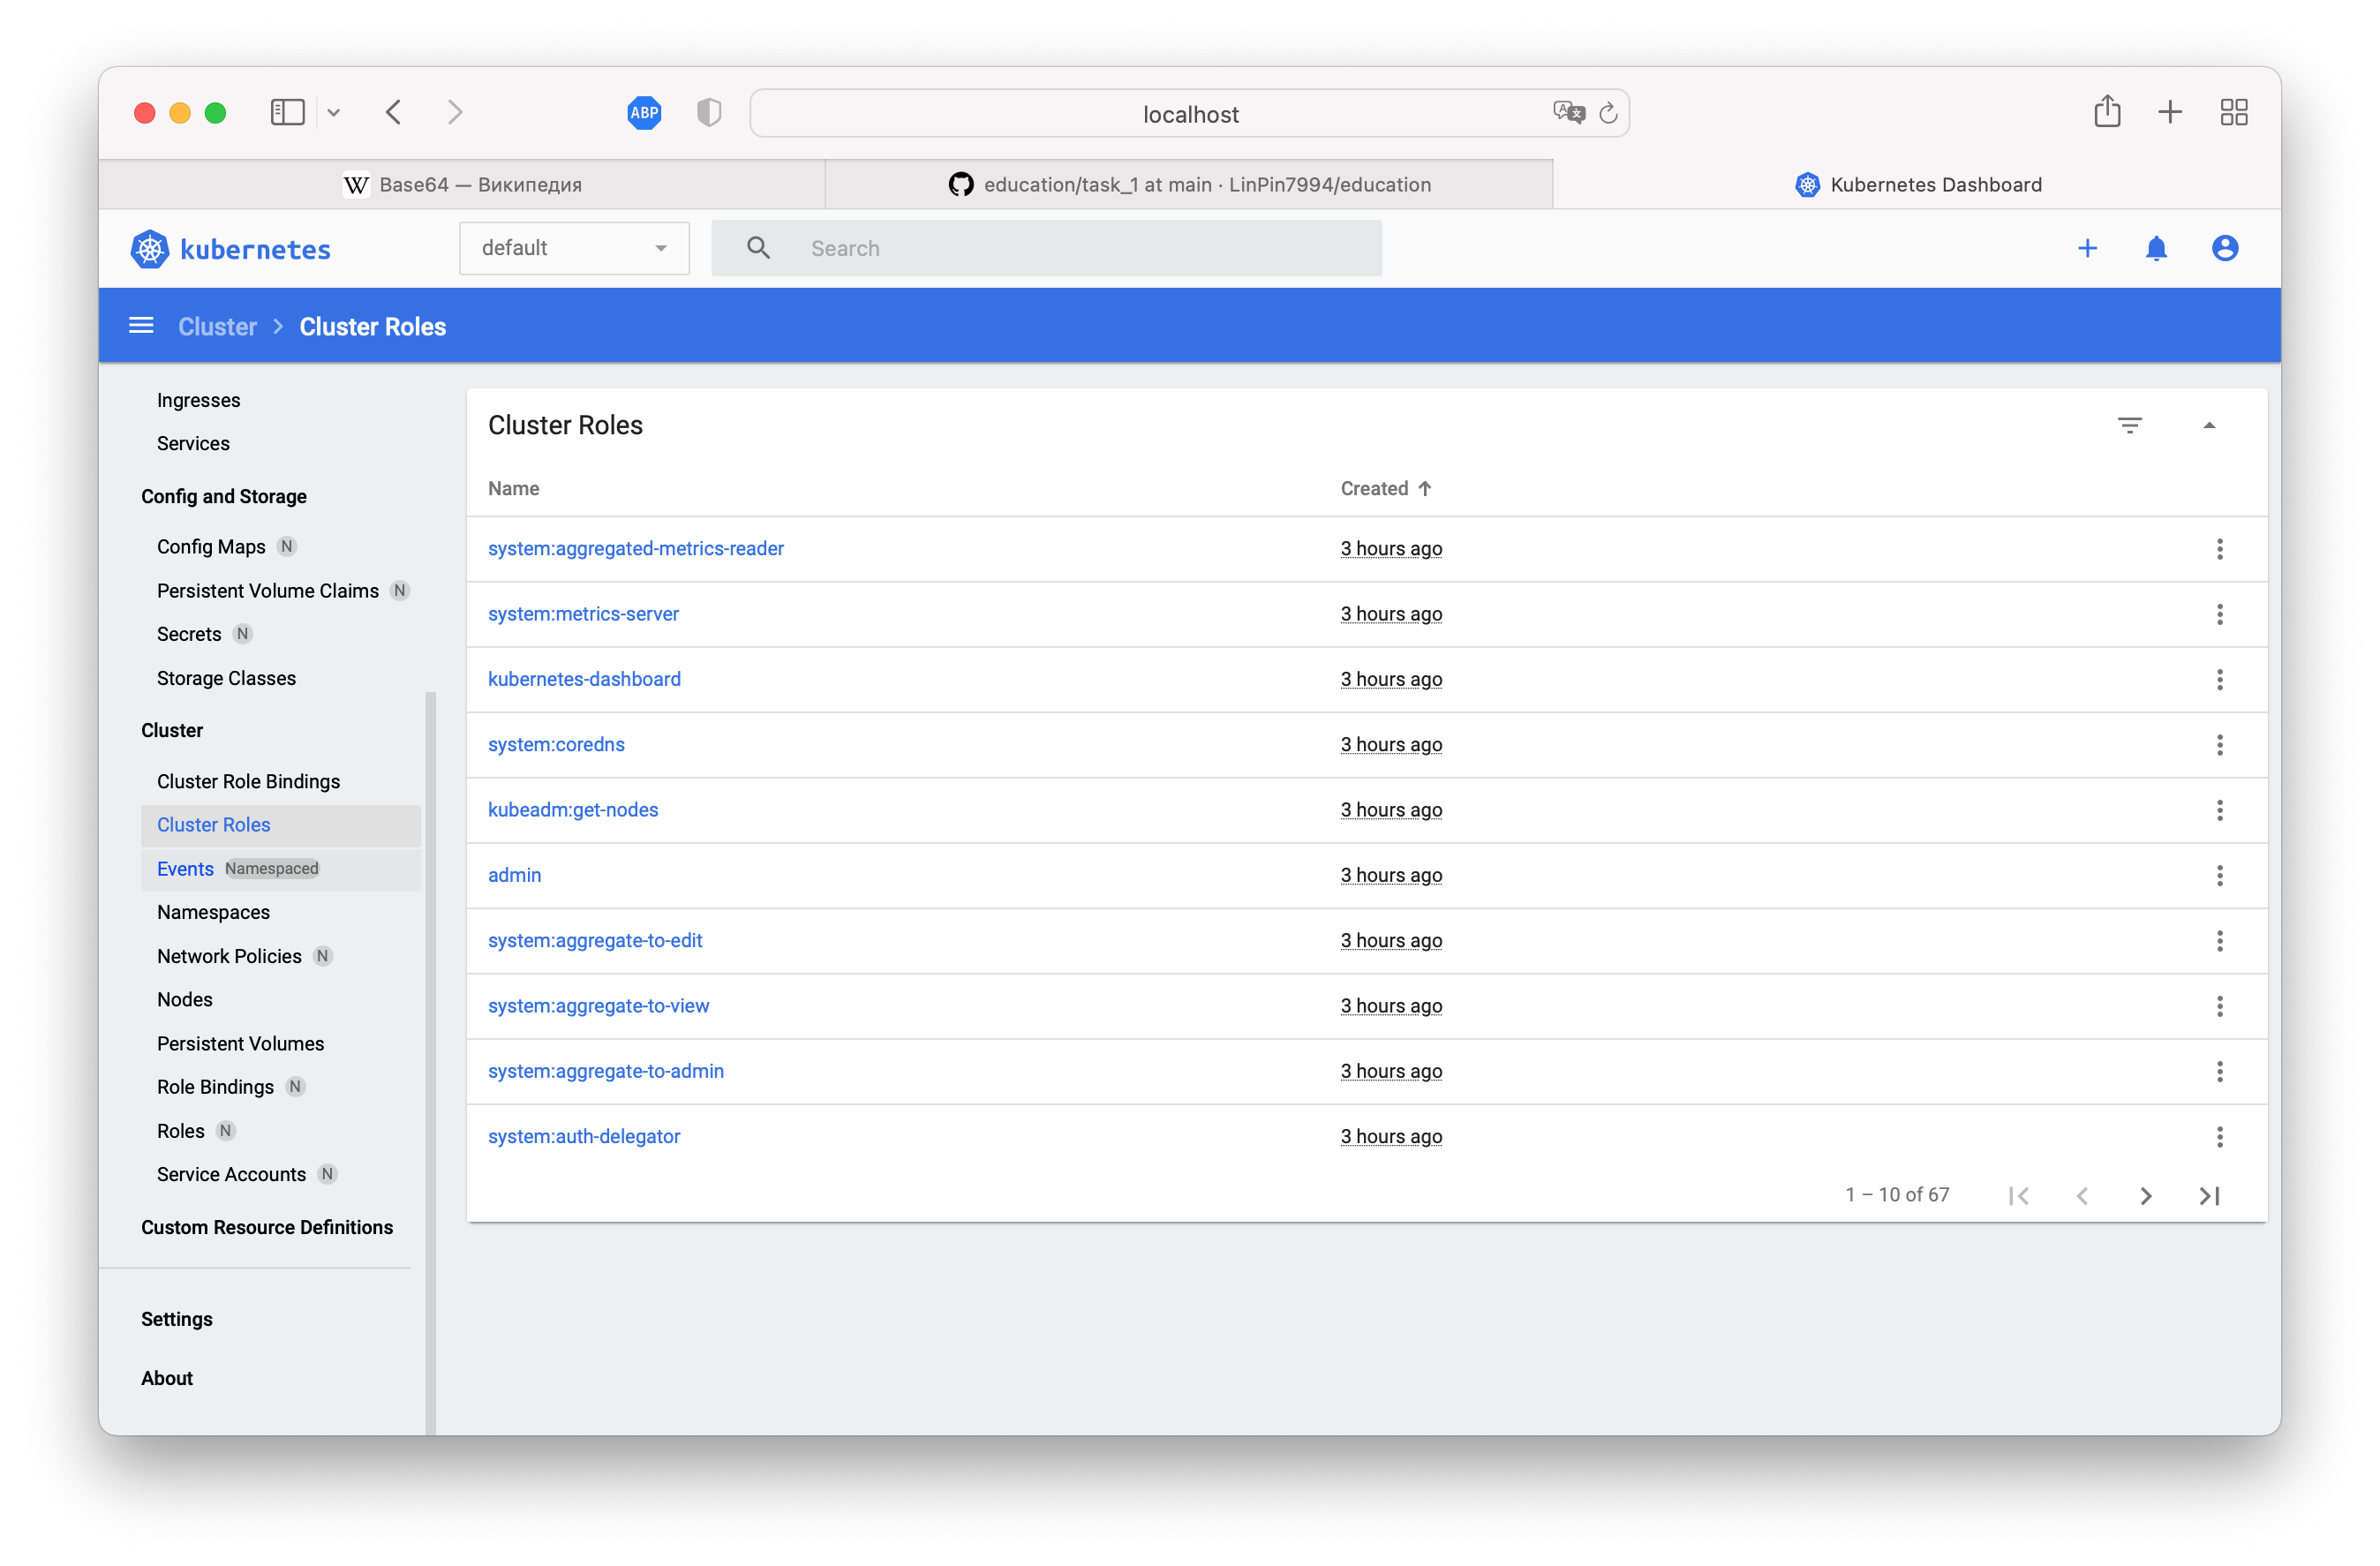 ABP
localhost
W Base64 — Википедия
education/task_1 at main · LinPin7994/education
Kubernetes Dashboard
kubernetes
default
Search
Cluster > Cluster Roles
Ingresses
Services
Config and Storage
Config Maps N
Persistent Volume Claims N
Secrets N
Storage Classes
Cluster
Cluster Role Bindings
Cluster Roles
Events Namespaced
Namespaces
Network Policies N
Nodes
Persistent Volumes
Role Bindings N
Roles N
Service Accounts N
Custom Resource Definitions
Settings
About
Cluster Roles
Name Created ↑
system:aggregated-metrics-reader 3 hours ago
system:metrics-server 3 hours ago
kubernetes-dashboard 3 hours ago
system:coredns 3 hours ago
kubeadm:get-nodes 3 hours ago
admin 3 hours ago
system:aggregate-to-edit 3 hours ago
system:aggregate-to-view 3 hours ago
system:aggregate-to-admin 3 hours ago
system:auth-delegator 3 hours ago
1 – 10 of 67